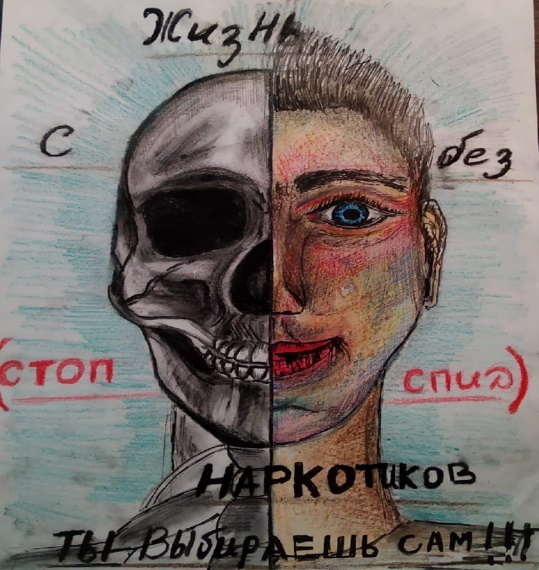 Жизнь
С без
(СТОП СПИД)
НАРКОТИКОВ
ТЫ ВЫбирАЕШЬ САМ!!!